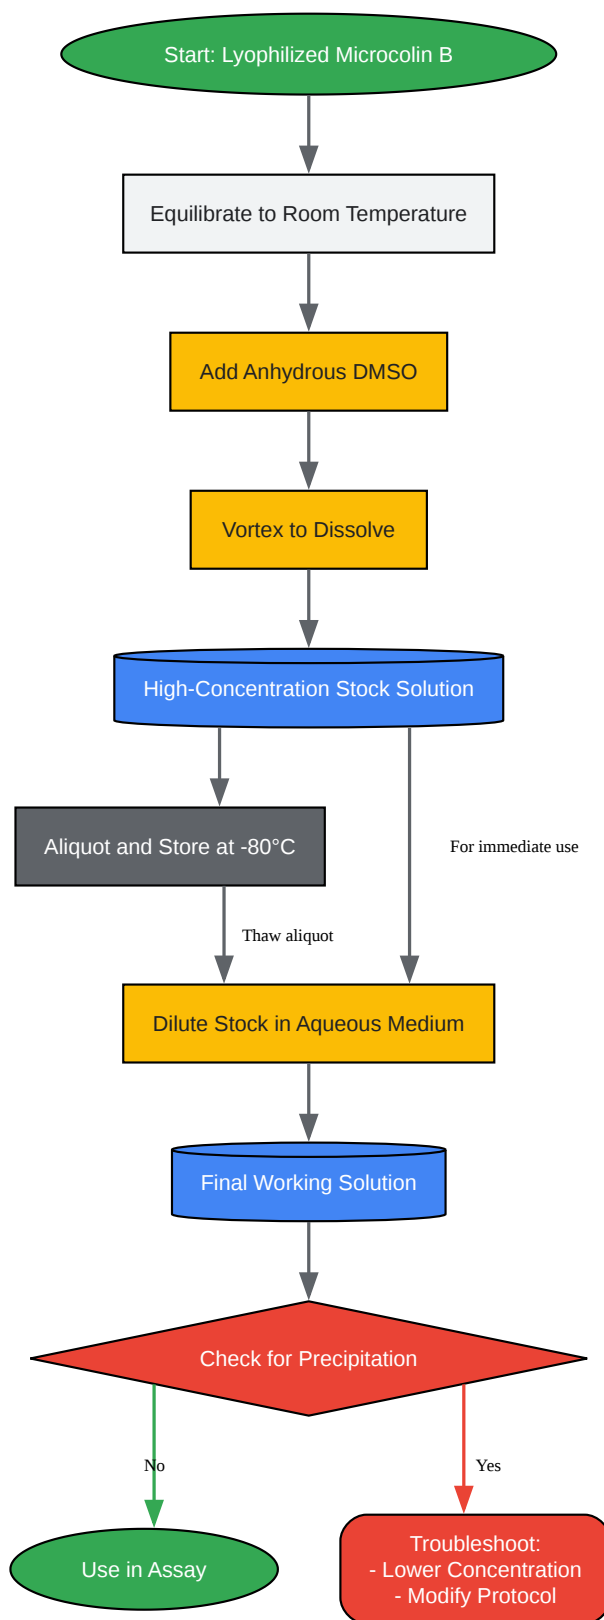 Start: Lyophilized Microcolin B
Equilibrate to Room Temperature
Add Anhydrous DMSO
Vortex to Dissolve
High-Concentration Stock Solution
Aliquot and Store at -80°C
For immediate use
Thaw aliquot
Dilute Stock in Aqueous Medium
Final Working Solution
Check for Precipitation
No
Yes
Use in Assay
Troubleshoot:
- Lower Concentration
- Modify Protocol